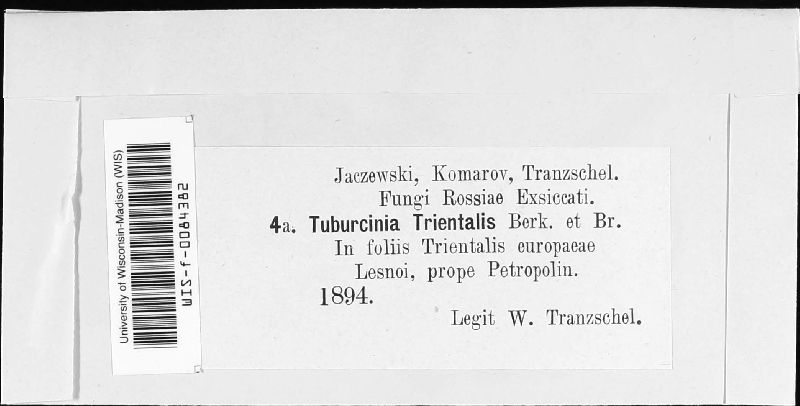 Jaczewski, Komarov, Tranzschel.
Fungi Rossiae Exsiccati.
4a. Tuburcinia Trientalis Berk. et Br.
In foliis Trientalis europaeae
Lesnoi, prope Petropolin.
1894.
Legit W. Tranzschel.
University of Wisconsin-Madison (WIS)
WIS-f-0084382